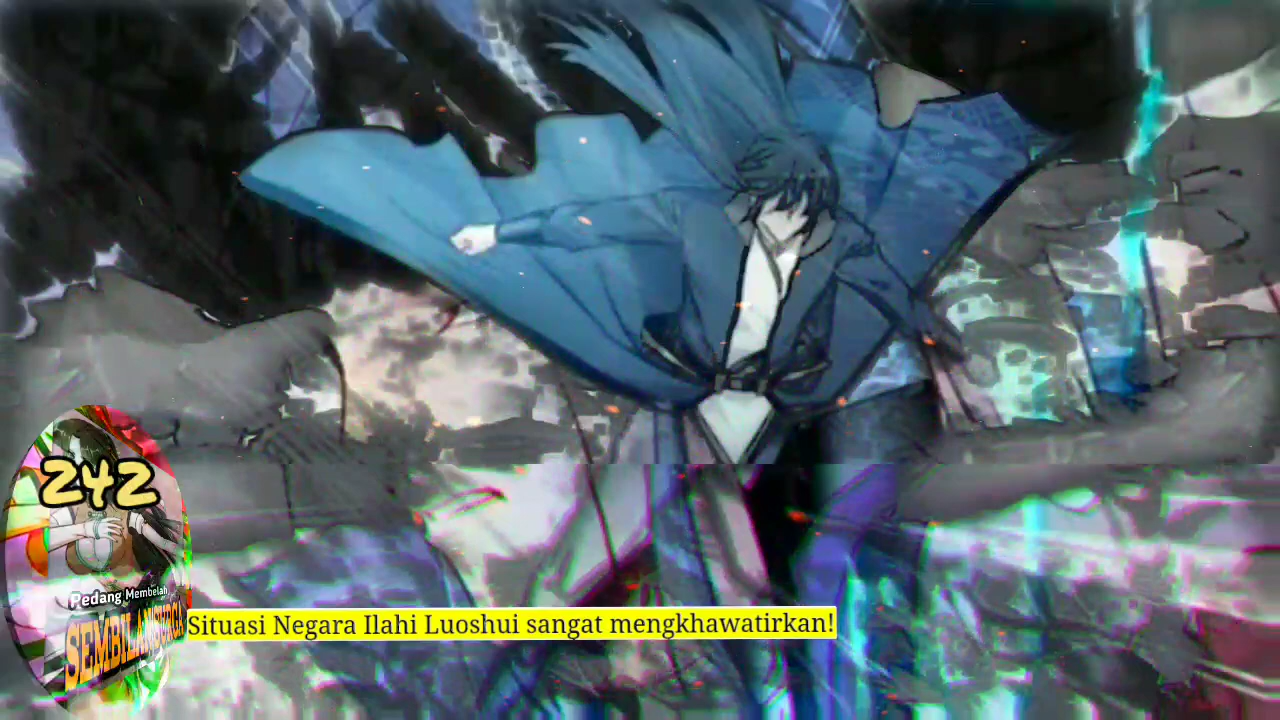 242
Pedang Membelah
SEMBILAN SURGA
Situasi Negara Ilahi Luoshui sangat mengkhawatirkan!